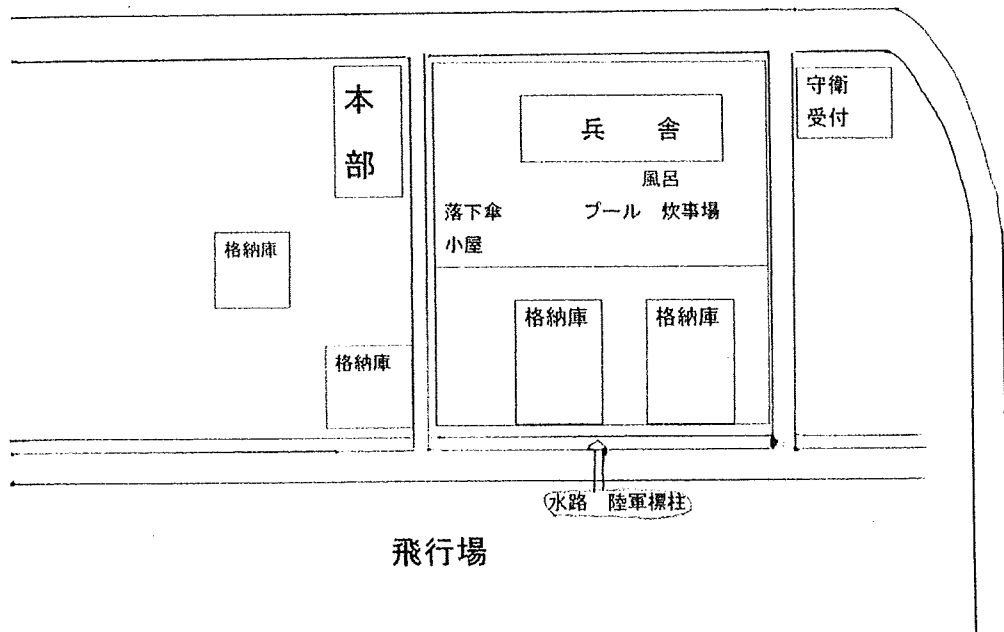 本
部
兵 舎
守衛
受付
風呂
落下傘
小屋
プール 炊事場
格納庫
格納庫
格納庫
格納庫
水路 陸軍標柱
飛行場